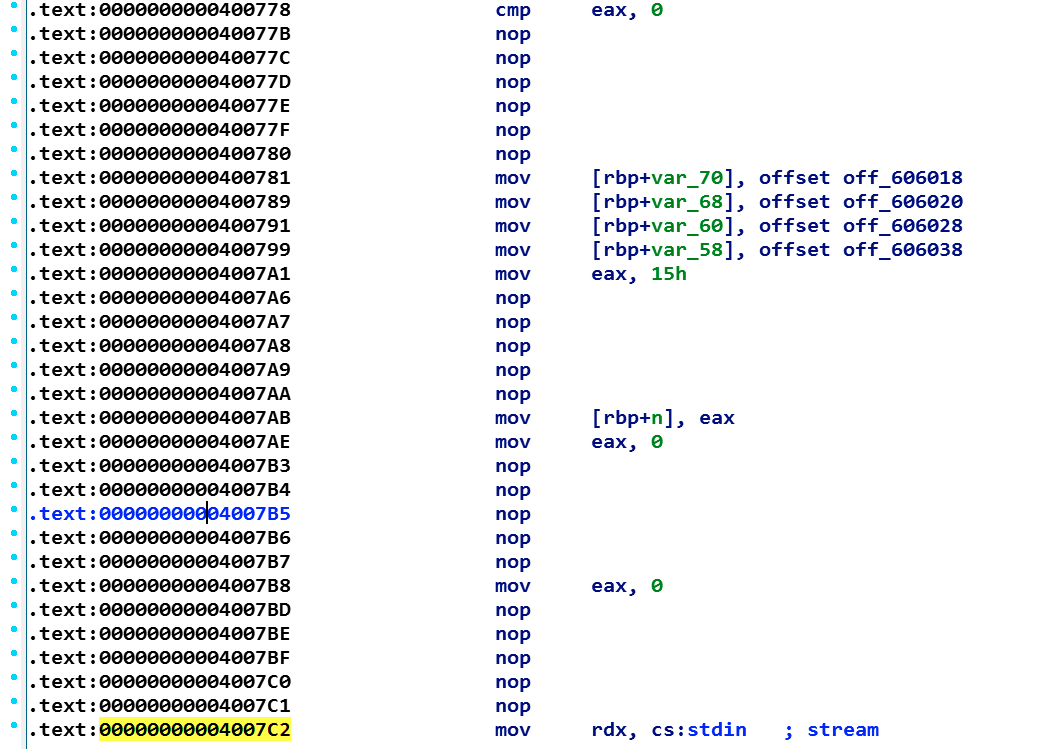 .text:0000000000400778 cmp eax, 0
.text:000000000040077B nop
.text:000000000040077C nop
.text:000000000040077D nop
.text:000000000040077E nop
.text:000000000040077F nop
.text:0000000000400780 nop
.text:0000000000400781 mov [rbp+var_70], offset off_606018
.text:0000000000400789 mov [rbp+var_68], offset off_606020
.text:0000000000400791 mov [rbp+var_60], offset off_606028
.text:0000000000400799 mov [rbp+var_58], offset off_606038
.text:00000000004007A1 mov eax, 15h
.text:00000000004007A6 nop
.text:00000000004007A7 nop
.text:00000000004007A8 nop
.text:00000000004007A9 nop
.text:00000000004007AA nop
.text:00000000004007AB mov [rbp+n], eax
.text:00000000004007AE mov eax, 0
.text:00000000004007B3 nop
.text:00000000004007B4 nop
.text:00000000004007B5 nop
.text:00000000004007B6 nop
.text:00000000004007B7 nop
.text:00000000004007B8 mov eax, 0
.text:00000000004007BD nop
.text:00000000004007BE nop
.text:00000000004007BF nop
.text:00000000004007C0 nop
.text:00000000004007C1 nop
.text:00000000004007C2 mov rdx, cs:stdin ; stream